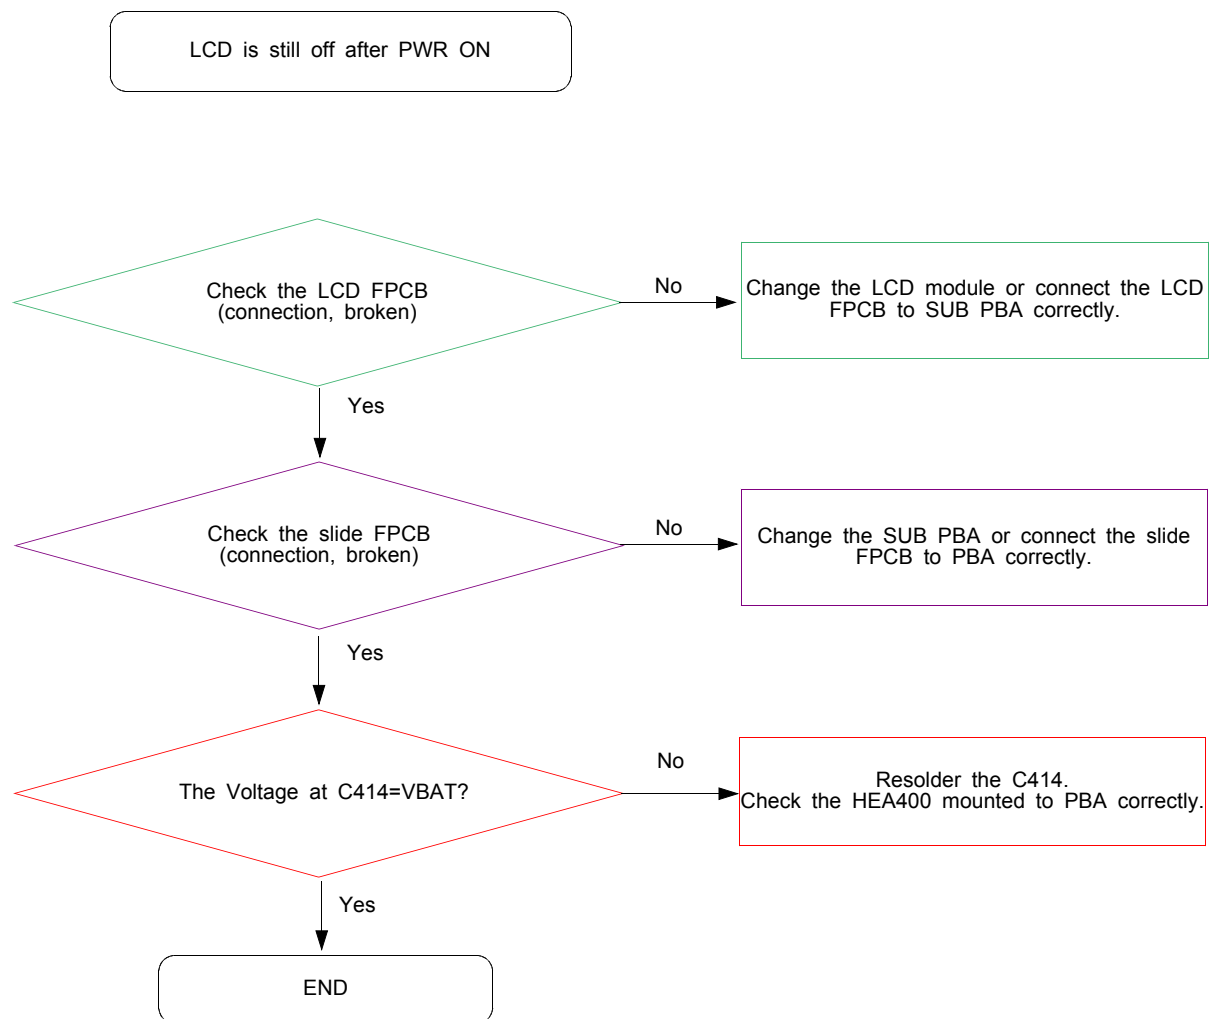 LCD is still off after PWR ON
Check the LCD FPCB
(connection, broken)
No
Change the LCD module or connect the LCD
FPCB to SUB PBA correctly.
Yes
Check the slide FPCB
(connection, broken)
No
Change the SUB PBA or connect the slide
FPCB to PBA correctly.
Yes
The Voltage at C414=VBAT?
No
Resolder the C414.
Check the HEA400 mounted to PBA correctly.
Yes
END